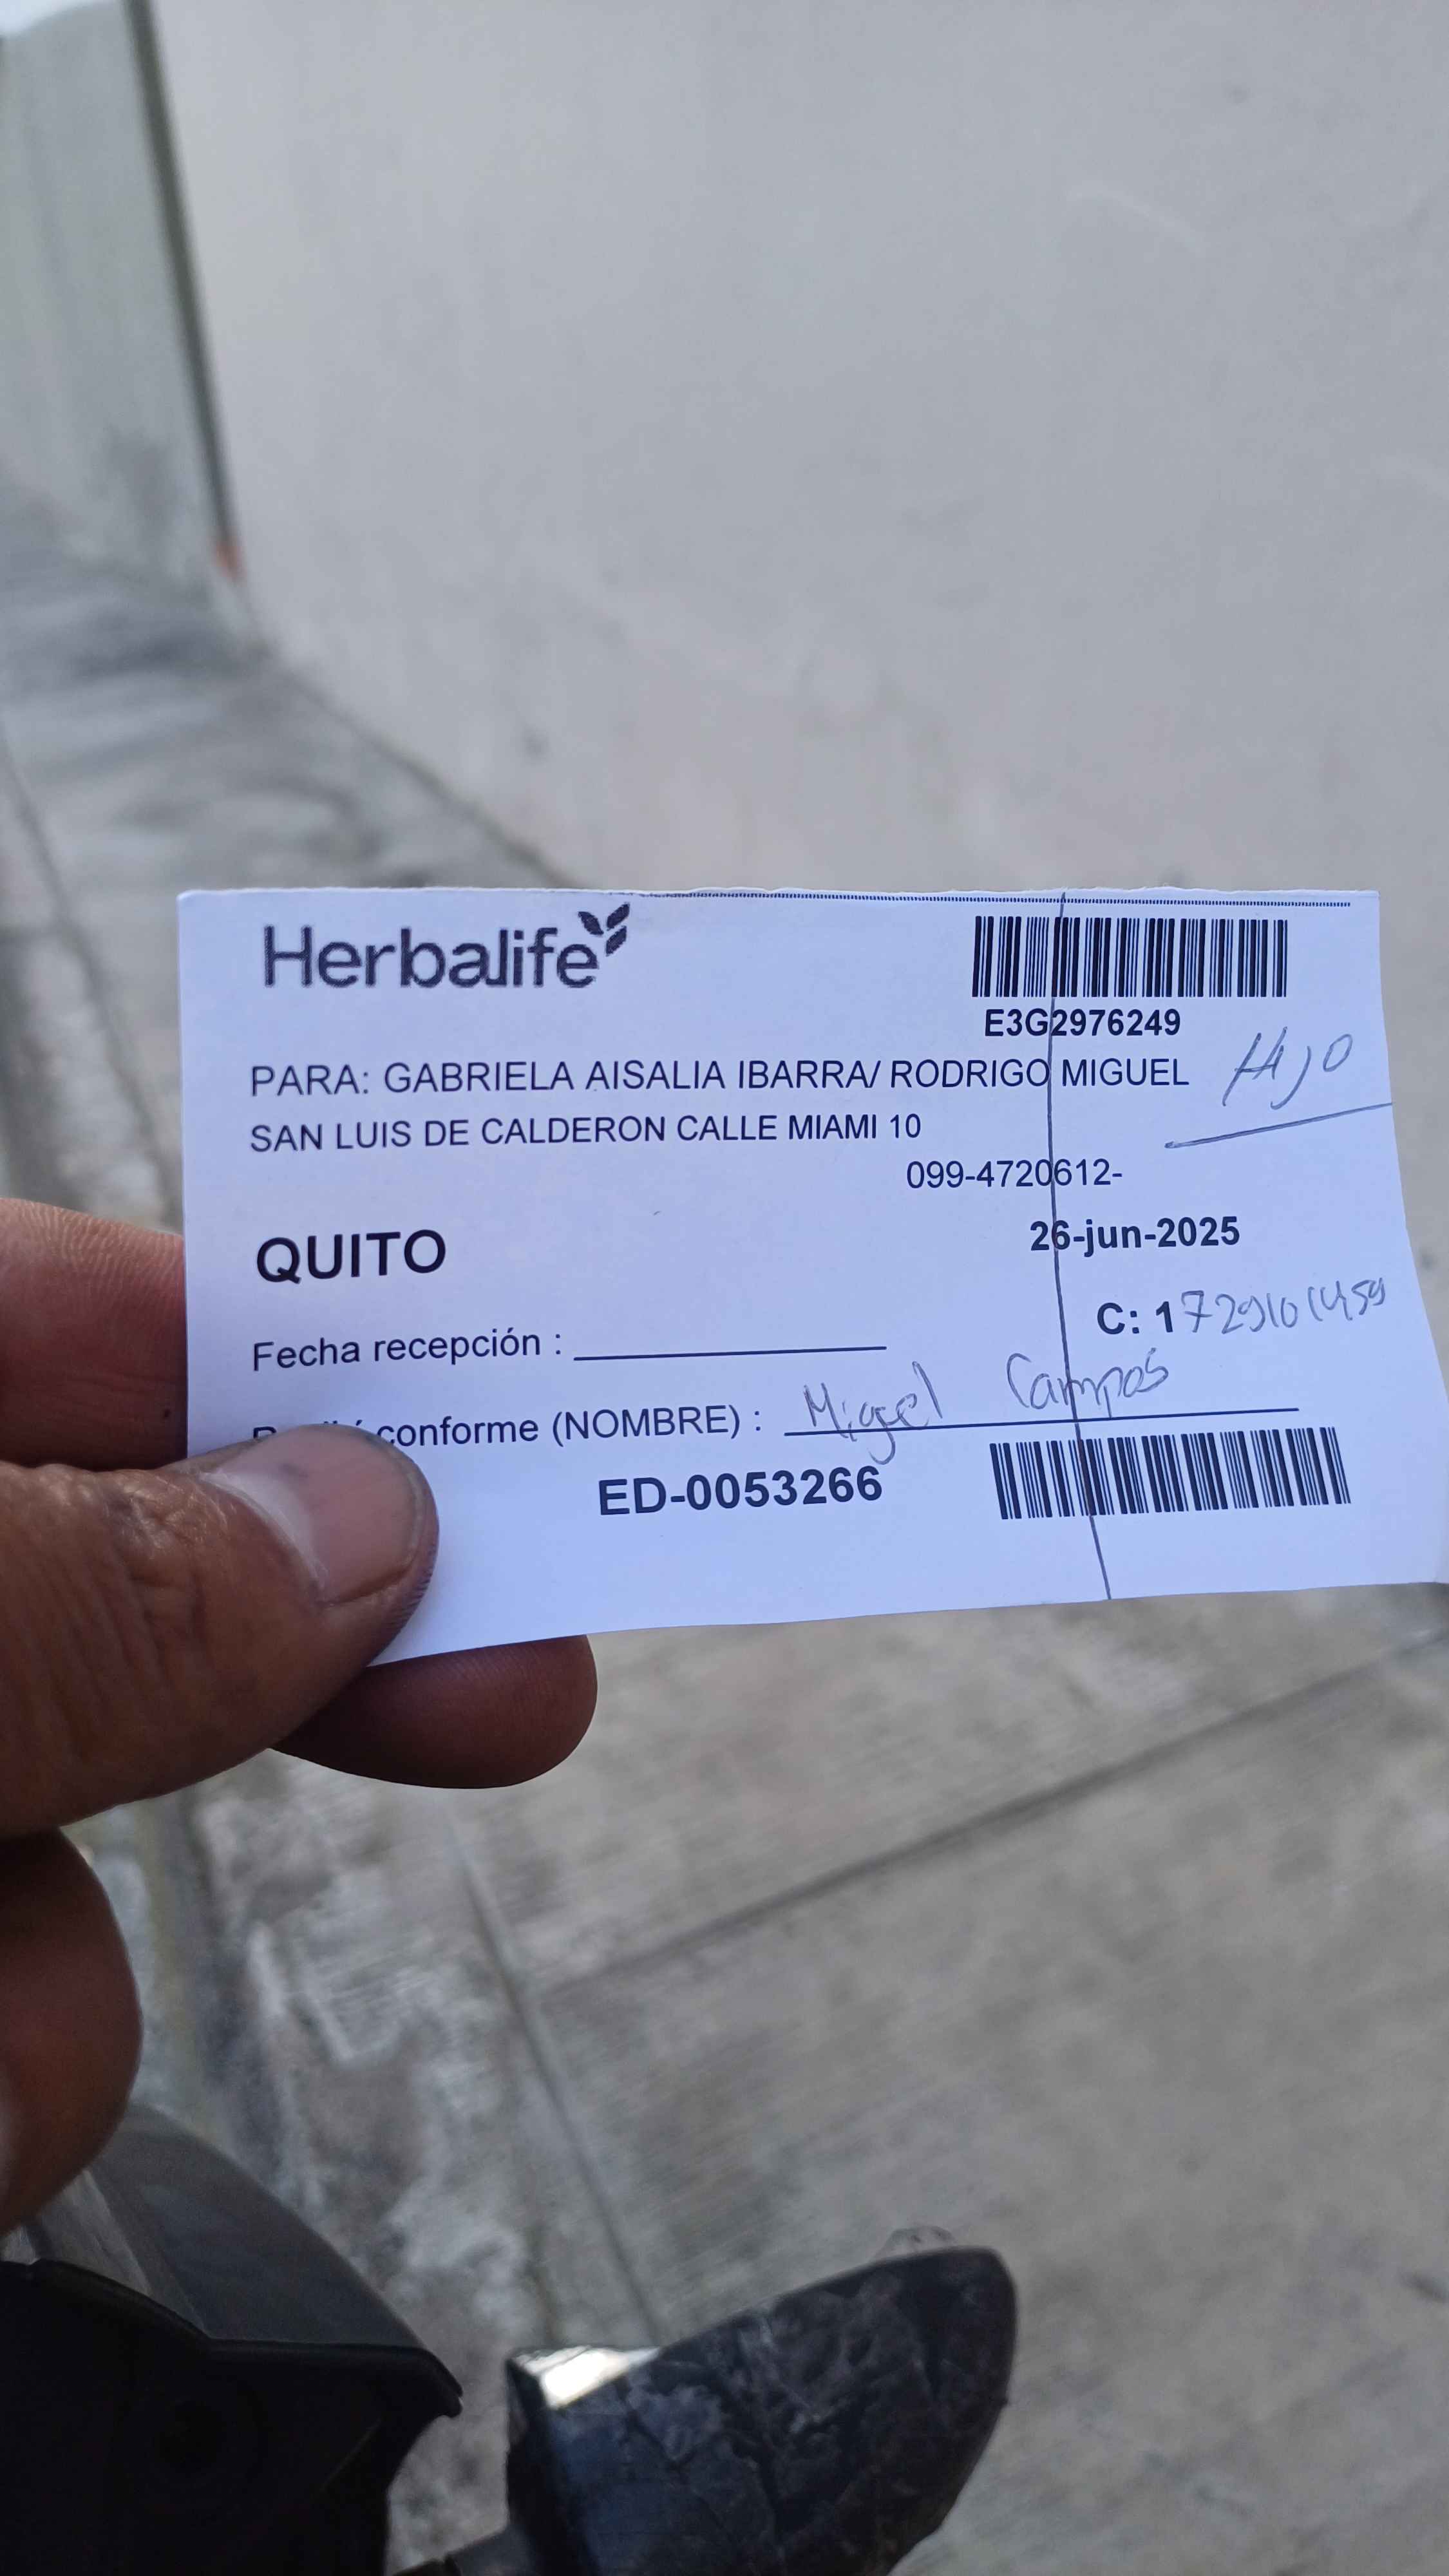 Herbalife
E3G2976249
PARA: GABRIELA AISALIA IBARRA/ RODRIGO MIGUEL
Hijo
SAN LUIS DE CALDERON CALLE MIAMI 10
099-4720612-
QUITO
26-jun-2025
C: 1729101459
Fecha recepción :
conforme (NOMBRE) : Migel Campos
ED-0053266